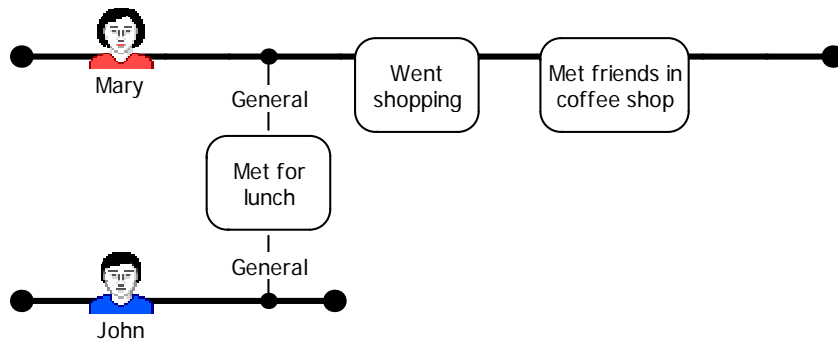 Mary
General
Went
shopping
Met friends in
coffee shop
Met for
lunch
General
John